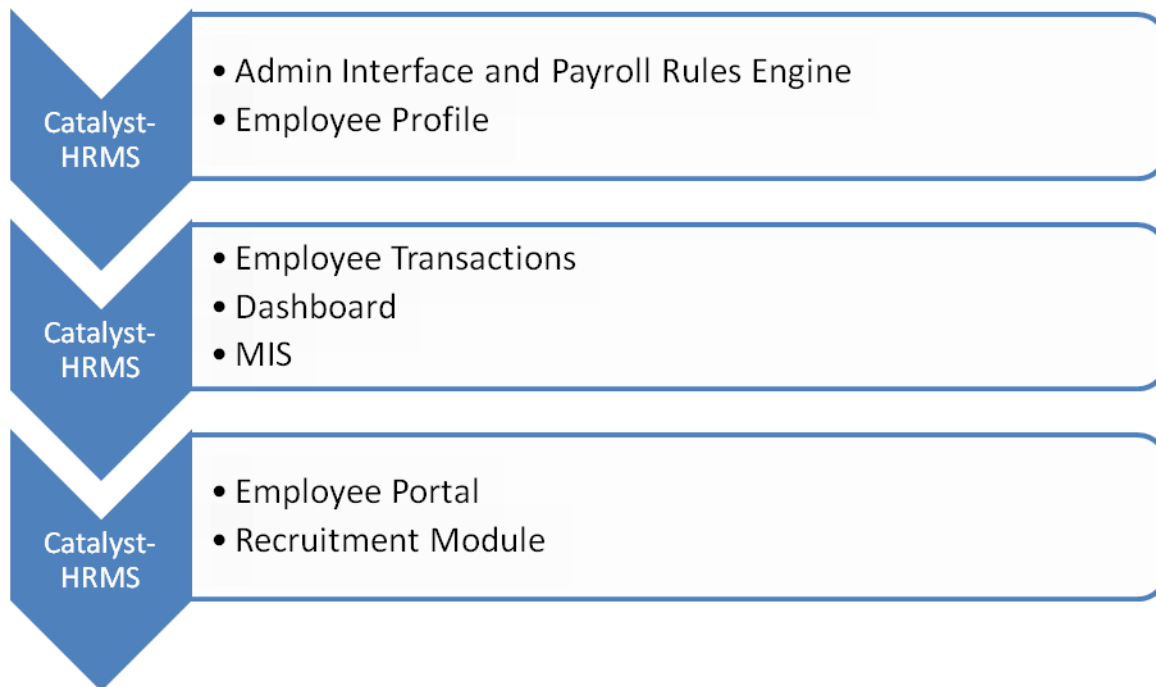 Catalyst-
HRMS
• Admin Interface and Payroll Rules Engine
• Employee Profile
Catalyst-
HRMS
• Employee Transactions
• Dashboard
• MIS
Catalyst-
HRMS
• Employee Portal
• Recruitment Module